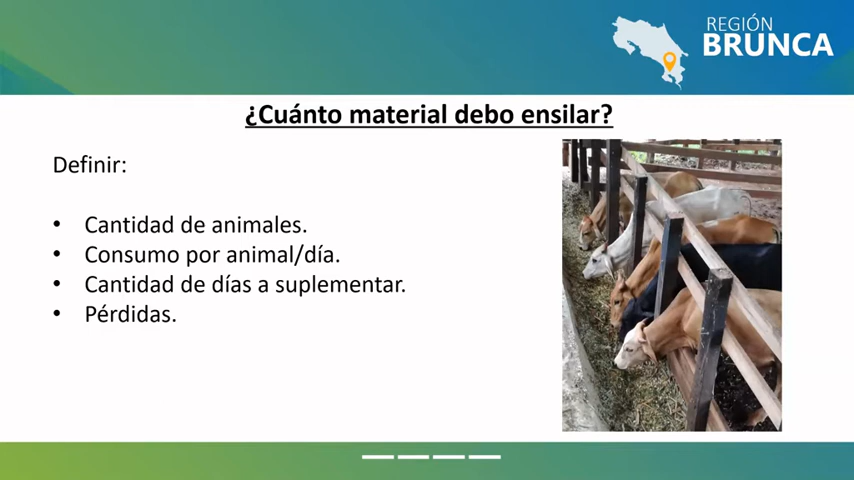 REGIÓN
BRUNCA
¿Cuánto material debo ensilar?
Definir:
• Cantidad de animales.
• Consumo por animal/día.
• Cantidad de días a suplementar.
• Pérdidas.